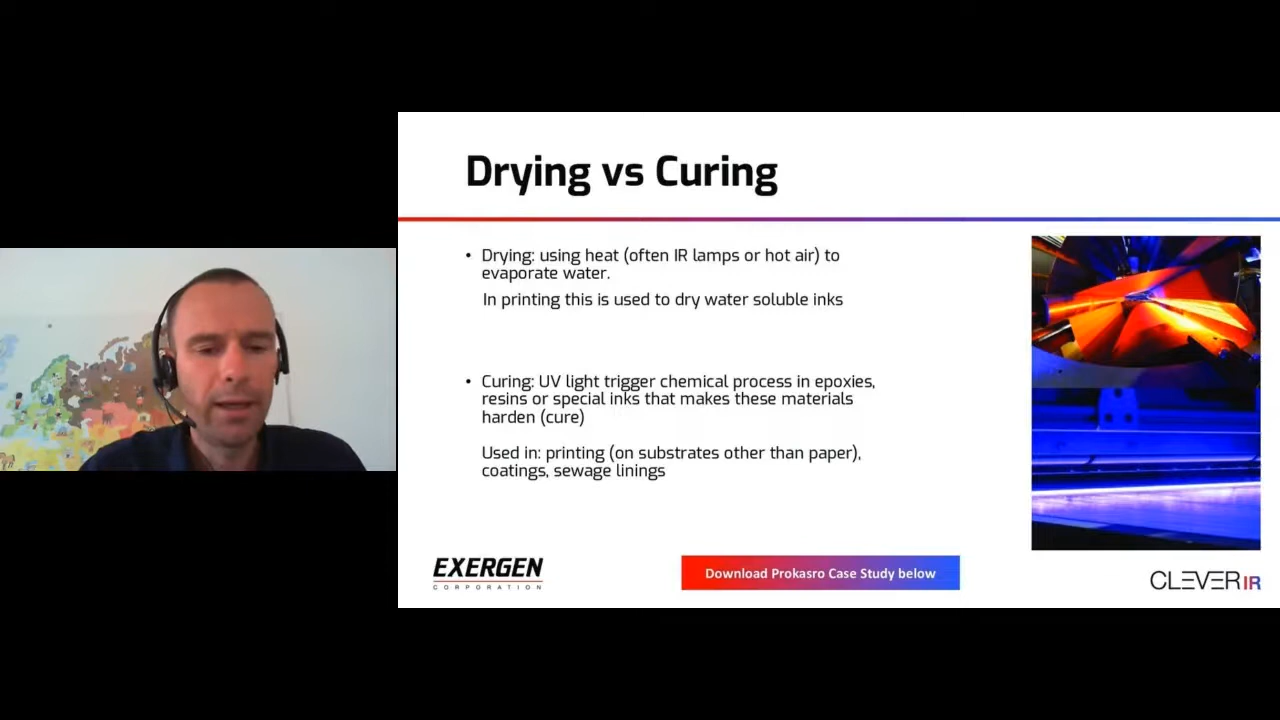 Drying vs Curing
• Drying: using heat (often IR lamps or hot air) to
evaporate water.
In printing this is used to dry water soluble inks
• Curing: UV light trigger chemical process in epoxies,
resins or special inks that makes these materials
harden (cure)
Used in: printing (on substrates other than paper),
coatings, sewage linings
EXERGEN
CORPORATION
Download Prokasro Case Study below
CLEVER IR